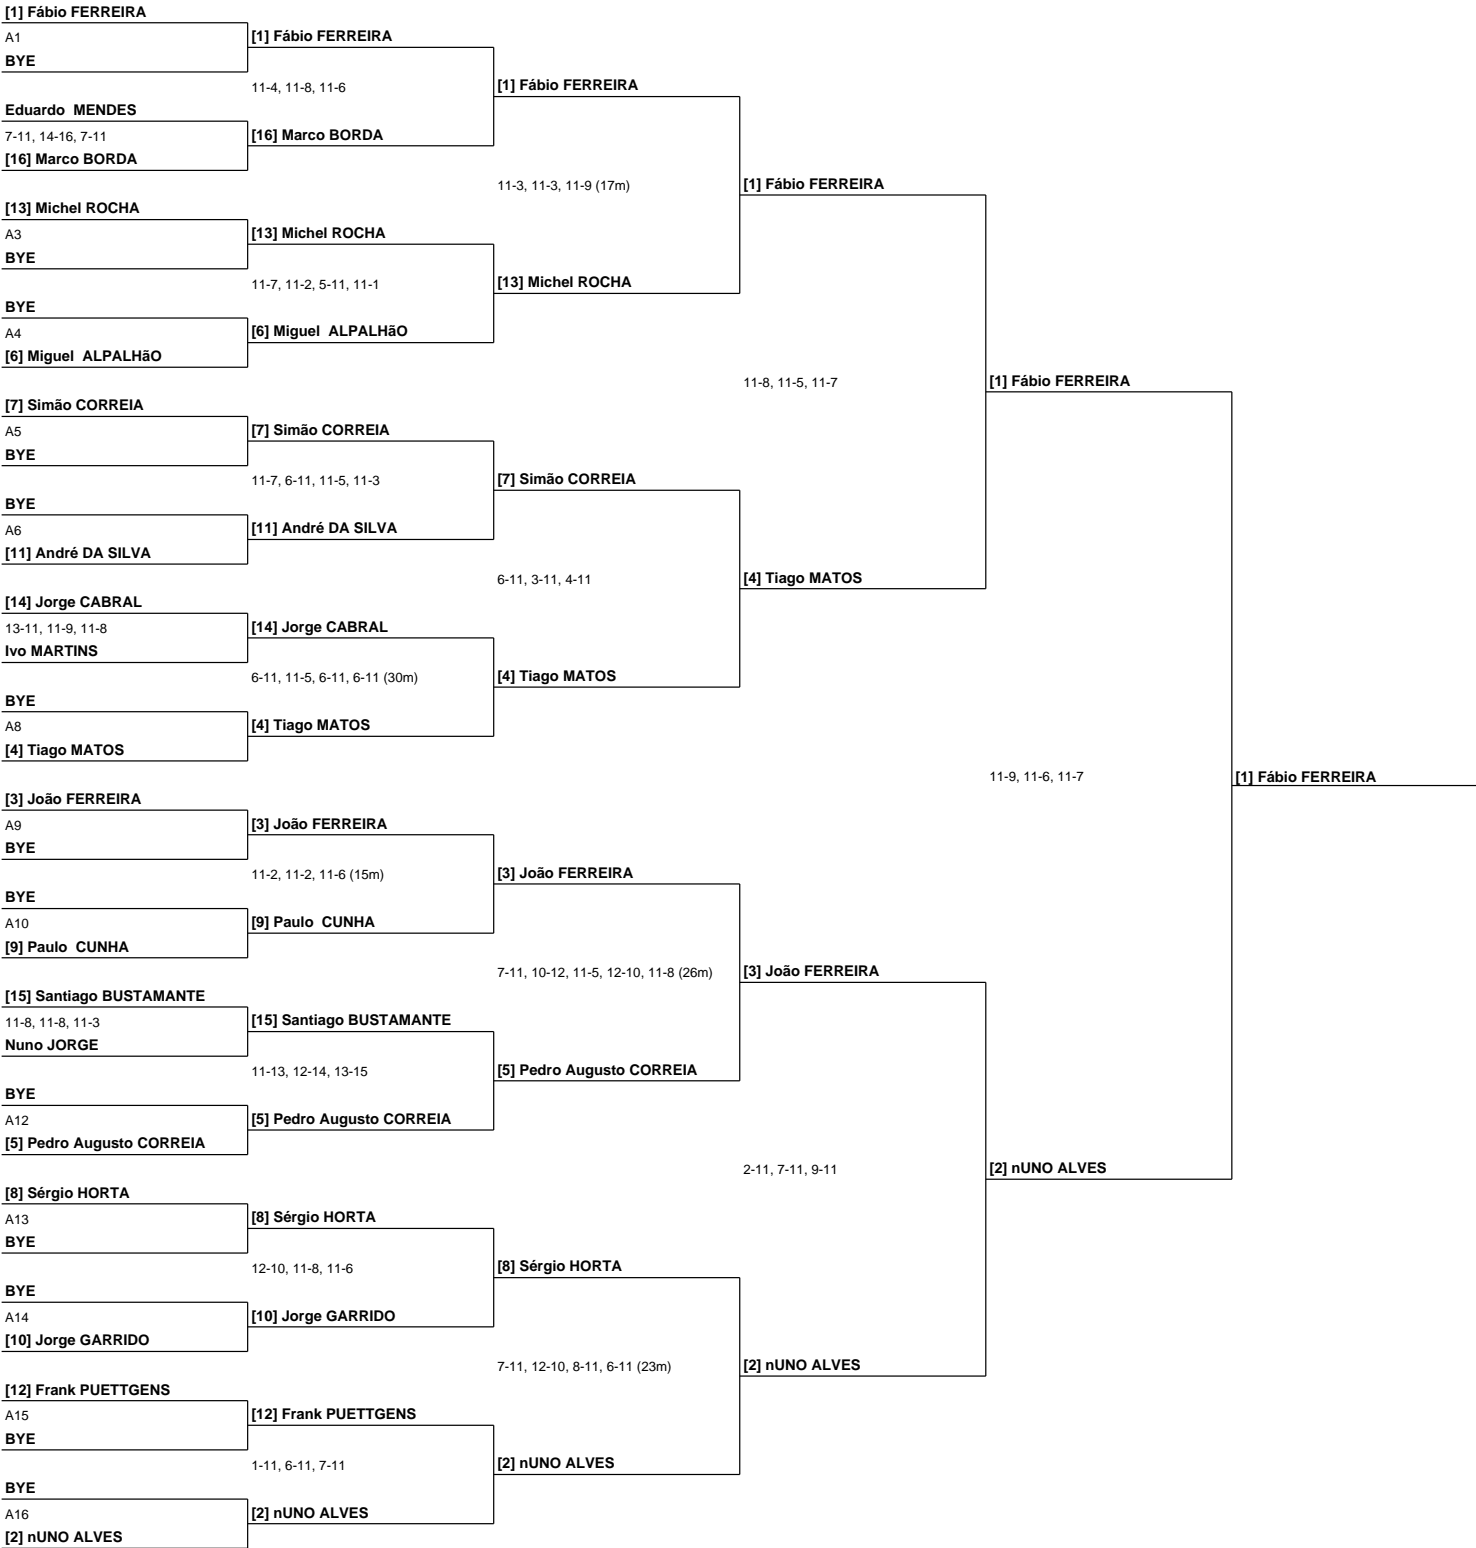 [1] Fábio FERREIRA
A1
BYE
Eduardo  MENDES
7-11, 14-16, 7-11
[16] Marco BORDA
[13] Michel ROCHA
A3
BYE
BYE
A4
[6] Miguel  ALPALHãO
[7] Simão CORREIA
A5
BYE
BYE
A6
[11] André DA SILVA
[14] Jorge CABRAL
13-11, 11-9, 11-8
Ivo MARTINS
BYE
A8
[4] Tiago MATOS
[3] João FERREIRA
A9
BYE
BYE
A10
[9] Paulo  CUNHA
[15] Santiago BUSTAMANTE
11-8, 11-8, 11-3
Nuno JORGE
BYE
A12
[5] Pedro Augusto CORREIA
[8] Sérgio HORTA
A13
BYE
BYE
A14
[10] Jorge GARRIDO
[12] Frank PUETTGENS
A15
BYE
BYE
A16
[2] nUNO ALVES
[1] Fábio FERREIRA
11-4, 11-8, 11-6
[16] Marco BORDA
[13] Michel ROCHA
11-7, 11-2, 5-11, 11-1
[6] Miguel  ALPALHãO
[7] Simão CORREIA
11-7, 6-11, 11-5, 11-3
[11] André DA SILVA
[14] Jorge CABRAL
6-11, 11-5, 6-11, 6-11 (30m)
[4] Tiago MATOS
[3] João FERREIRA
11-2, 11-2, 11-6 (15m)
[9] Paulo  CUNHA
[15] Santiago BUSTAMANTE
11-13, 12-14, 13-15
[5] Pedro Augusto CORREIA
[8] Sérgio HORTA
12-10, 11-8, 11-6
[10] Jorge GARRIDO
[12] Frank PUETTGENS
1-11, 6-11, 7-11
[2] nUNO ALVES
[1] Fábio FERREIRA
11-3, 11-3, 11-9 (17m)
[13] Michel ROCHA
[7] Simão CORREIA
6-11, 3-11, 4-11
[4] Tiago MATOS
[3] João FERREIRA
7-11, 10-12, 11-5, 12-10, 11-8 (26m)
[5] Pedro Augusto CORREIA
[8] Sérgio HORTA
7-11, 12-10, 8-11, 6-11 (23m)
[2] nUNO ALVES
[1] Fábio FERREIRA
11-8, 11-5, 11-7
[4] Tiago MATOS
[3] João FERREIRA
2-11, 7-11, 9-11
[2] nUNO ALVES
[1] Fábio FERREIRA
11-9, 11-6, 11-7
[2] nUNO ALVES
[1] Fábio FERREIRA